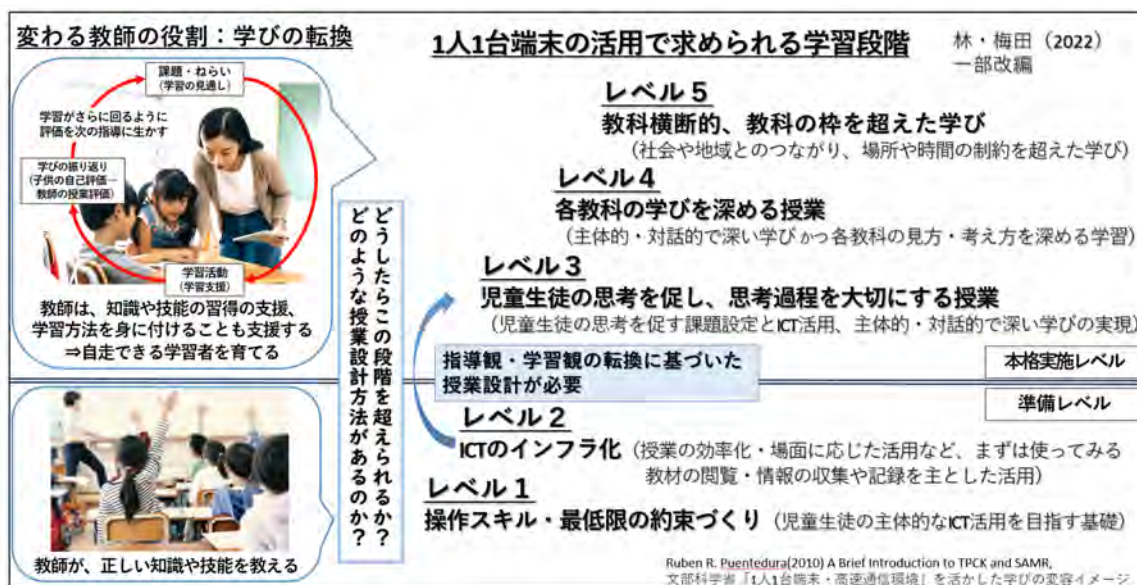 変わる教師の役割：学びの転換
課題・ねらい
（学習の見通し）
学習がさらに回るように
評価を次の指導に生かす
学びの振り返り
（子供の自己評価―
教師の授業評価）
学習活動
（学習支援）
教師は、知識や技能の習得の支援、
学習方法を身に付けることも支援する
⇒自走できる学習者を育てる
教師が、正しい知識や技能を教える
どうしたらこの段階を超えられるか？
どのような授業設計方法があるのか？
1人1台端末の活用で求められる学習段階
林・梅田（2022）
一部改編
レベル５
教科横断的、教科の枠を超えた学び
（社会や地域とのつながり、場所や時間の制約を超えた学び）
レベル４
各教科の学びを深める授業
（主体的・対話的で深い学びかつ各教科の見方・考え方を深める学習）
レベル３
児童生徒の思考を促し、思考過程を大切にする授業
（児童生徒の思考を促す課題設定とICT活用、主体的・対話的で深い学びの実現）
指導観・学習観の転換に基づいた
授業設計が必要
本格実施レベル
準備レベル
レベル２
ICTのインフラ化（授業の効率化・場面に応じた活用など、まずは使ってみる
教材の閲覧・情報の収集や記録を主とした活用）
レベル１
操作スキル・最低限の約束づくり（児童生徒の主体的なICT活用を目指す基礎）
Ruben R. Puentedura(2010) A Brief Introduction to TPCK and SAMR,
文部科学省「1人1台端末・高速通信環境」を活かした学びの変容イメージ